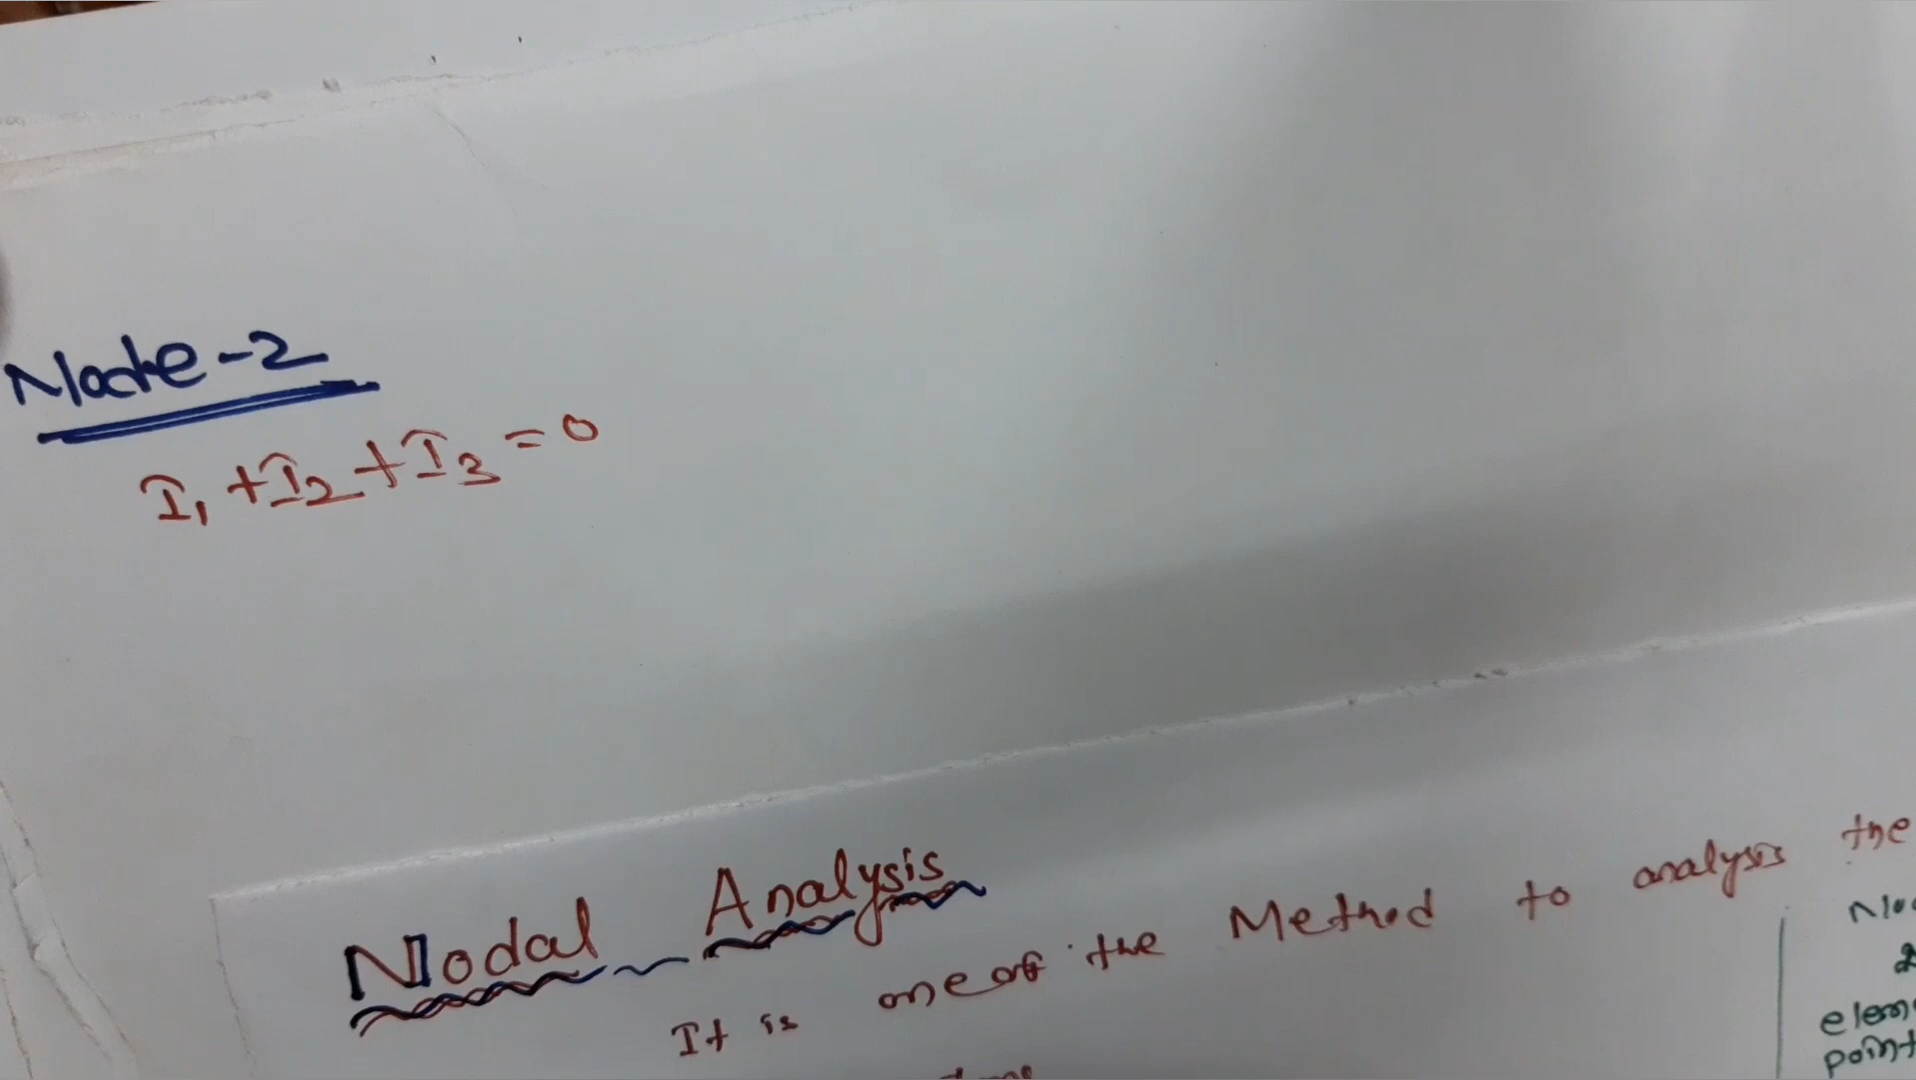 Node-2
I₁ + I₂ + I₃ = 0
Nodal Analysis
It is one of the Method to analysis the